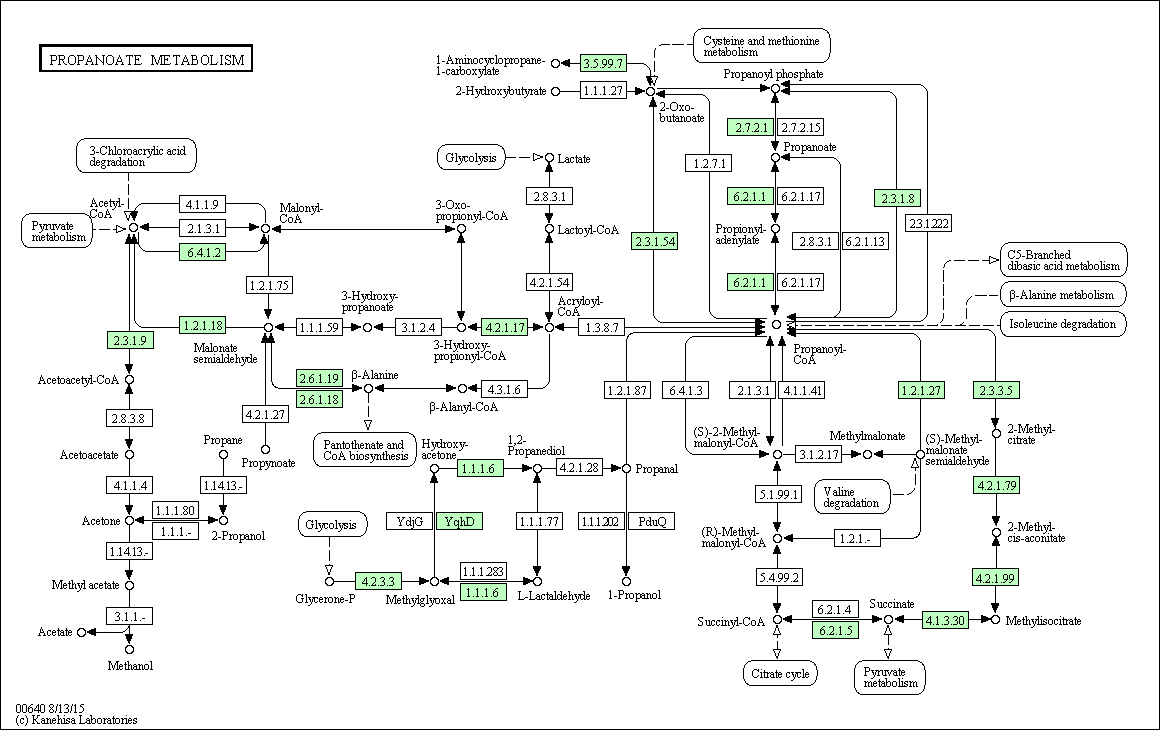 PROPANOATE METABOLISM
Cysteine and methionine
metabolism
1-Aminocyclopropane-
1-carboxylate
3.5.99.7
2-Hydroxybutyrate
1.1.1.27
2-Oxo-
butanoate
Propanoyl phosphate
2.7.2.1
2.7.2.15
Propanoate
1.2.7.1
6.2.1.1
6.2.1.17
2.3.1.8
2.3.1.222
Propionyl-
adenylate
2.3.1.54
2.8.3.1
6.2.1.13
6.2.1.1
6.2.1.17
3-Chloroacrylic acid
degradation
Pyruvate
metabolism
Acetyl-
CoA
4.1.1.9
2.1.3.1
6.4.1.2
Malonyl-
CoA
3-Oxo-
propionyl-CoA
Glycolysis
Lactate
2.8.3.1
Lactoyl-CoA
4.2.1.54
Acryloyl-
CoA
1.2.1.75
3-Hydroxy-
propanoate
1.2.1.18
1.1.1.59
3.1.2.4
4.2.1.17
1.3.8.7
Malonate
semialdehyde
3-Hydroxy-
propionyl-CoA
C5-Branched
dibasic acid metabolism
β-Alanine metabolism
Isoleucine degradation
Propanoyl-
CoA
2.3.1.9
Acetoacetyl-CoA
2.6.1.19
2.6.1.18
β-Alanine
β-Alanyl-CoA
4.3.1.6
1.2.1.87
6.4.1.3
2.1.3.1
4.1.1.41
1.2.1.27
2.3.3.5
2.8.3.8
4.2.1.27
Propynoate
Pantothenate and
CoA biosynthesis
Acetoacetate
Propane
Hydroxy-
acetone
1,2-
Propanediol
1.1.1.6
4.2.1.28
Propanal
(S)-2-Methyl-
malonyl-CoA
Methylmalonate
3.1.2.17
(S)-Methyl-
malonate
semialdehyde
2-Methyl-
citrate
4.1.1.4
1.14.13.-
Valine
degradation
5.1.99.1
4.2.1.79
Acetone
1.1.1.80
1.1.1.-
2-Propanol
Glycolysis
YdjG
YqhD
1.1.1.77
1.1.1.202
PduQ
(R)-Methyl-
malonyl-CoA
1.2.1.-
2-Methyl-
cis-aconitate
1.14.13.-
Methyl acetate
Glycerone-P
4.2.3.3
Methylglyoxal
1.1.1.283
1.1.1.6
L-Lactaldehyde
1-Propanol
5.4.99.2
4.2.1.99
3.1.1.-
Acetate
Methanol
Succinyl-CoA
6.2.1.4
6.2.1.5
Succinate
4.1.3.30
Methylisocitrate
Citrate cycle
Pyruvate
metabolism
00640 8/13/15
(c) Kanehisa Laboratories